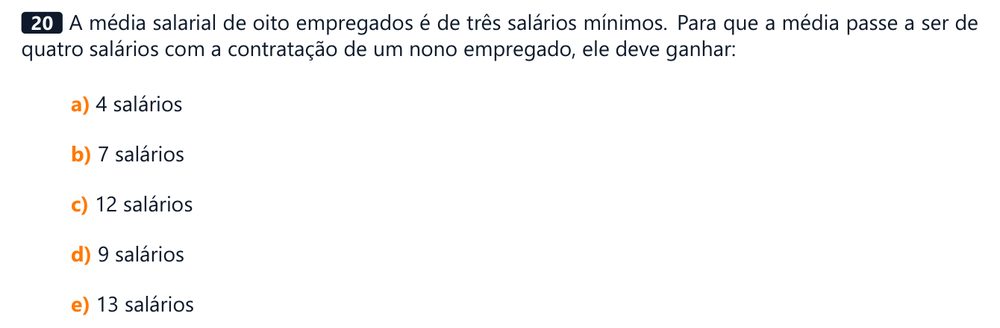 20 A média salarial de oito empregados é de três salários mínimos. Para que a média passe a ser de
quatro salários com a contratação de um nono empregado, ele deve ganhar:
a) 4 salários
b) 7 salários
c) 12 salários
d) 9 salários
e) 13 salários